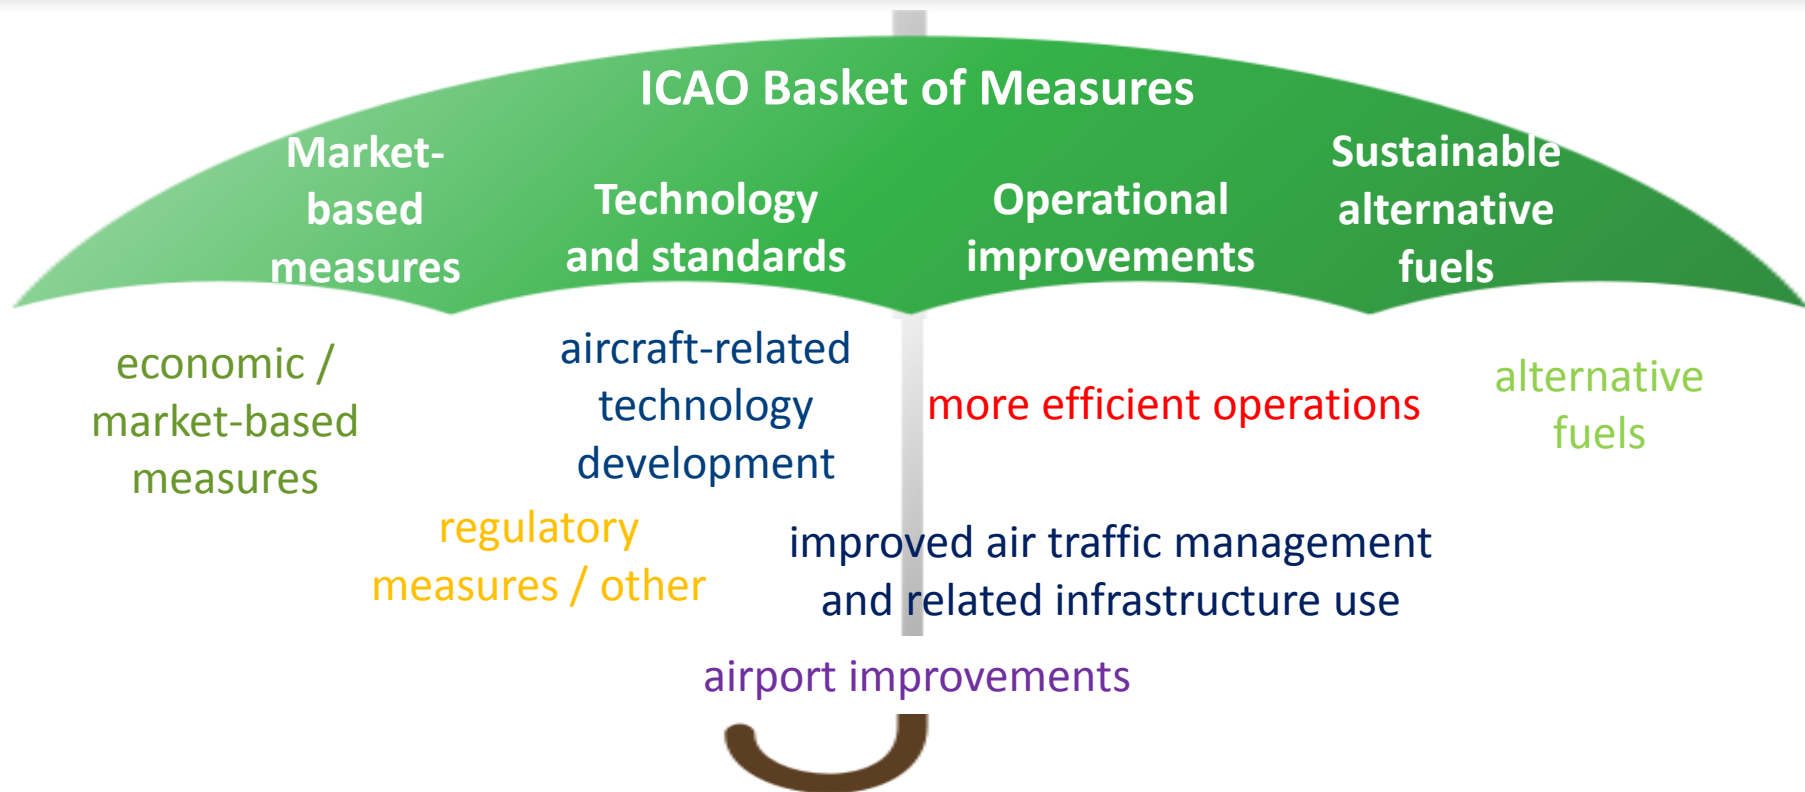 ICAO Basket of Measures
Market-
based
measures
Technology
and standards
Operational
improvements
Sustainable
alternative
fuels
economic /
market-based
measures
aircraft-related
technology
development
more efficient operations
alternative
fuels
regulatory
measures / other
improved air traffic management
and related infrastructure use
airport improvements